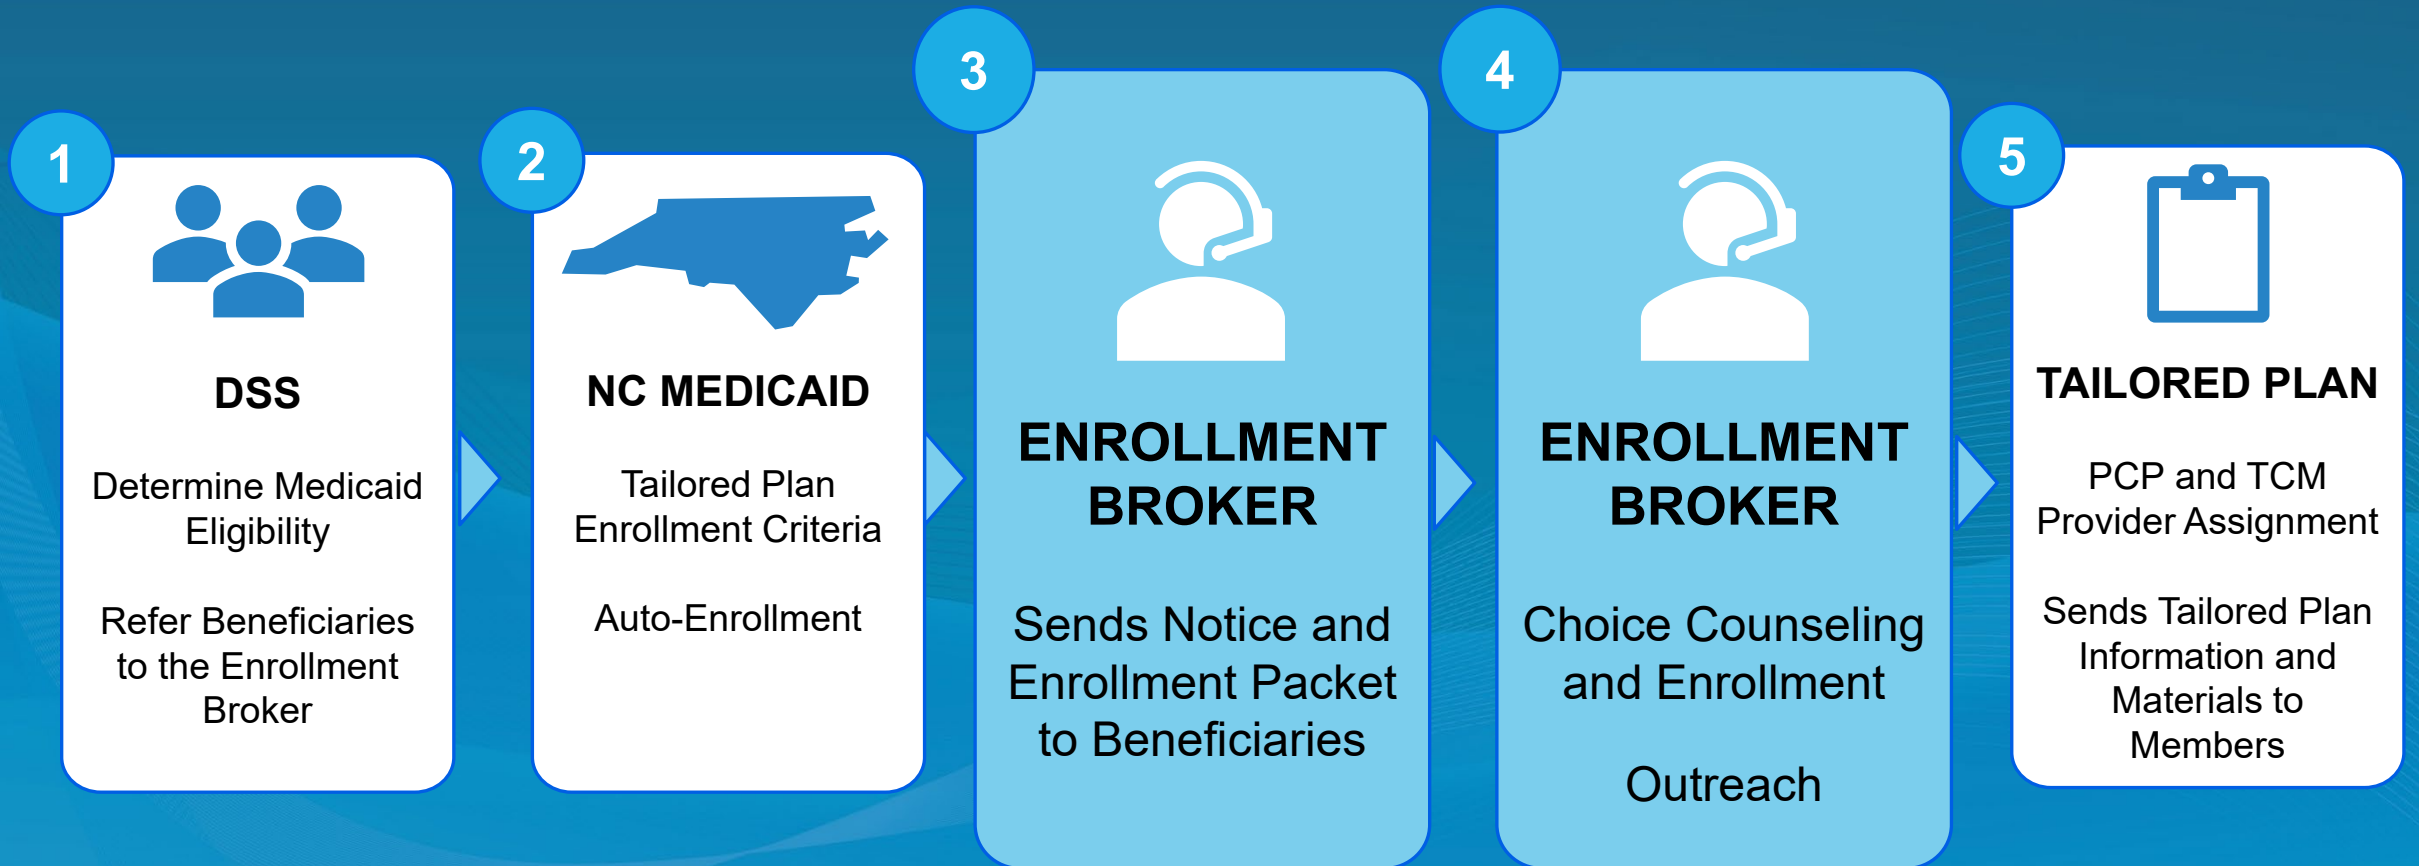 1
DSS
Determine Medicaid
Eligibility
Refer Beneficiaries
to the Enrollment
Broker
2
NC MEDICAID
Tailored Plan
Enrollment Criteria
Auto-Enrollment
3
ENROLLMENT
BROKER
Sends Notice and
Enrollment Packet
to Beneficiaries
4
ENROLLMENT
BROKER
Choice Counseling
and Enrollment
Outreach
5
TAILORED PLAN
PCP and TCM
Provider Assignment
Sends Tailored Plan
Information and
Materials to
Members